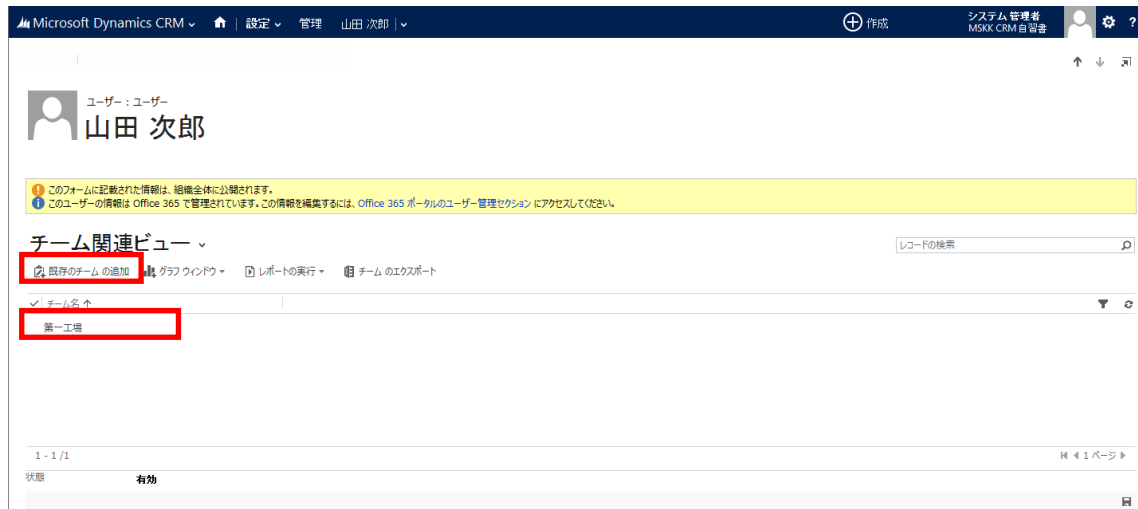 Microsoft Dynamics CRM 設定 管理 山田 次郎 作成 システム 管理者
MSKK CRM 自習書 ?
ユーザー : ユーザー
山田 次郎
このフォームに記載された情報は、組織全体に公開されます。
このユーザーの情報は Office 365 で管理されています。この情報を編集するには、Office 365 ポータルのユーザー管理セクション にアクセスしてください。
チーム関連ビュー
レコードの検索
既存のチーム の追加 グラフ ウィンドウ レポートの実行 チーム のエクスポート
チーム名
第一工場
1 - 1 /1
1 ページ
状態 有効